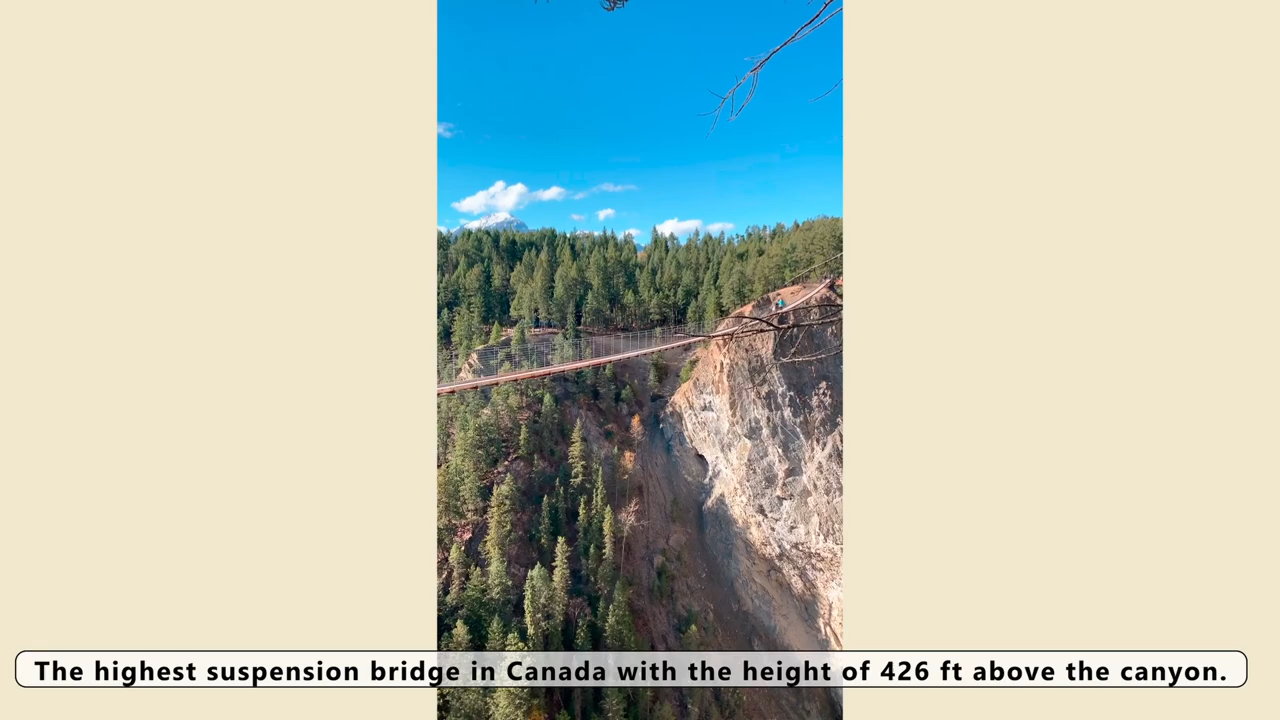 The highest suspension bridge in Canada with the height of 426 ft above the canyon.